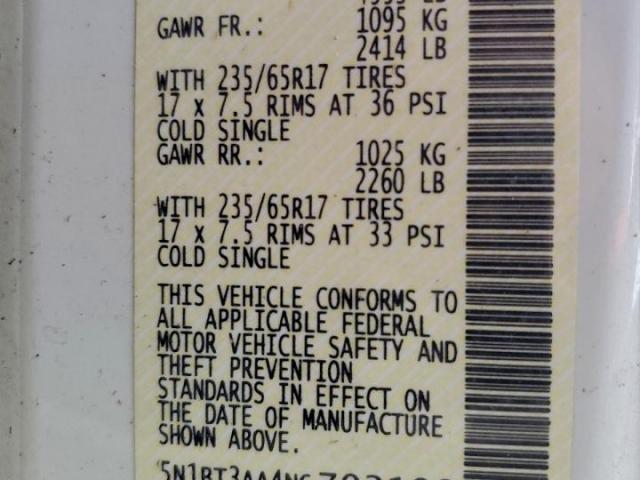 GAWR FR.: 1095 KG
2414 LB
WITH 235/65R17 TIRES
17 x 7.5 RIMS AT 36 PSI
COLD SINGLE
GAWR RR.: 1025 KG
2260 LB
WITH 235/65R17 TIRES
17 x 7.5 RIMS AT 33 PSI
COLD SINGLE
THIS VEHICLE CONFORMS TO
ALL APPLICABLE FEDERAL
MOTOR VEHICLE SAFETY AND
THEFT PREVENTION
STANDARDS IN EFFECT ON
THE DATE OF MANUFACTURE
SHOWN ABOVE.